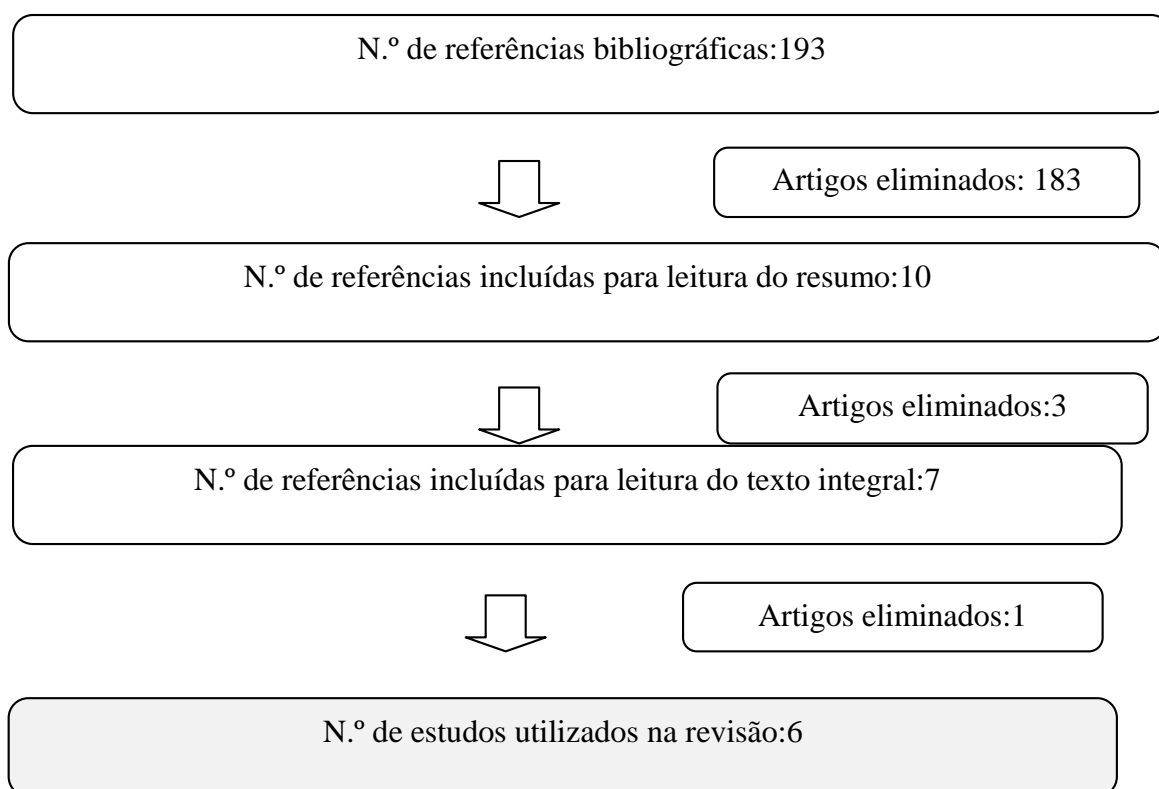 N.º de referências bibliográficas:193
Artigos eliminados: 183
N.º de referências incluídas para leitura do resumo:10
Artigos eliminados:3
N.º de referências incluídas para leitura do texto integral:7
Artigos eliminados:1
N.º de estudos utilizados na revisão:6